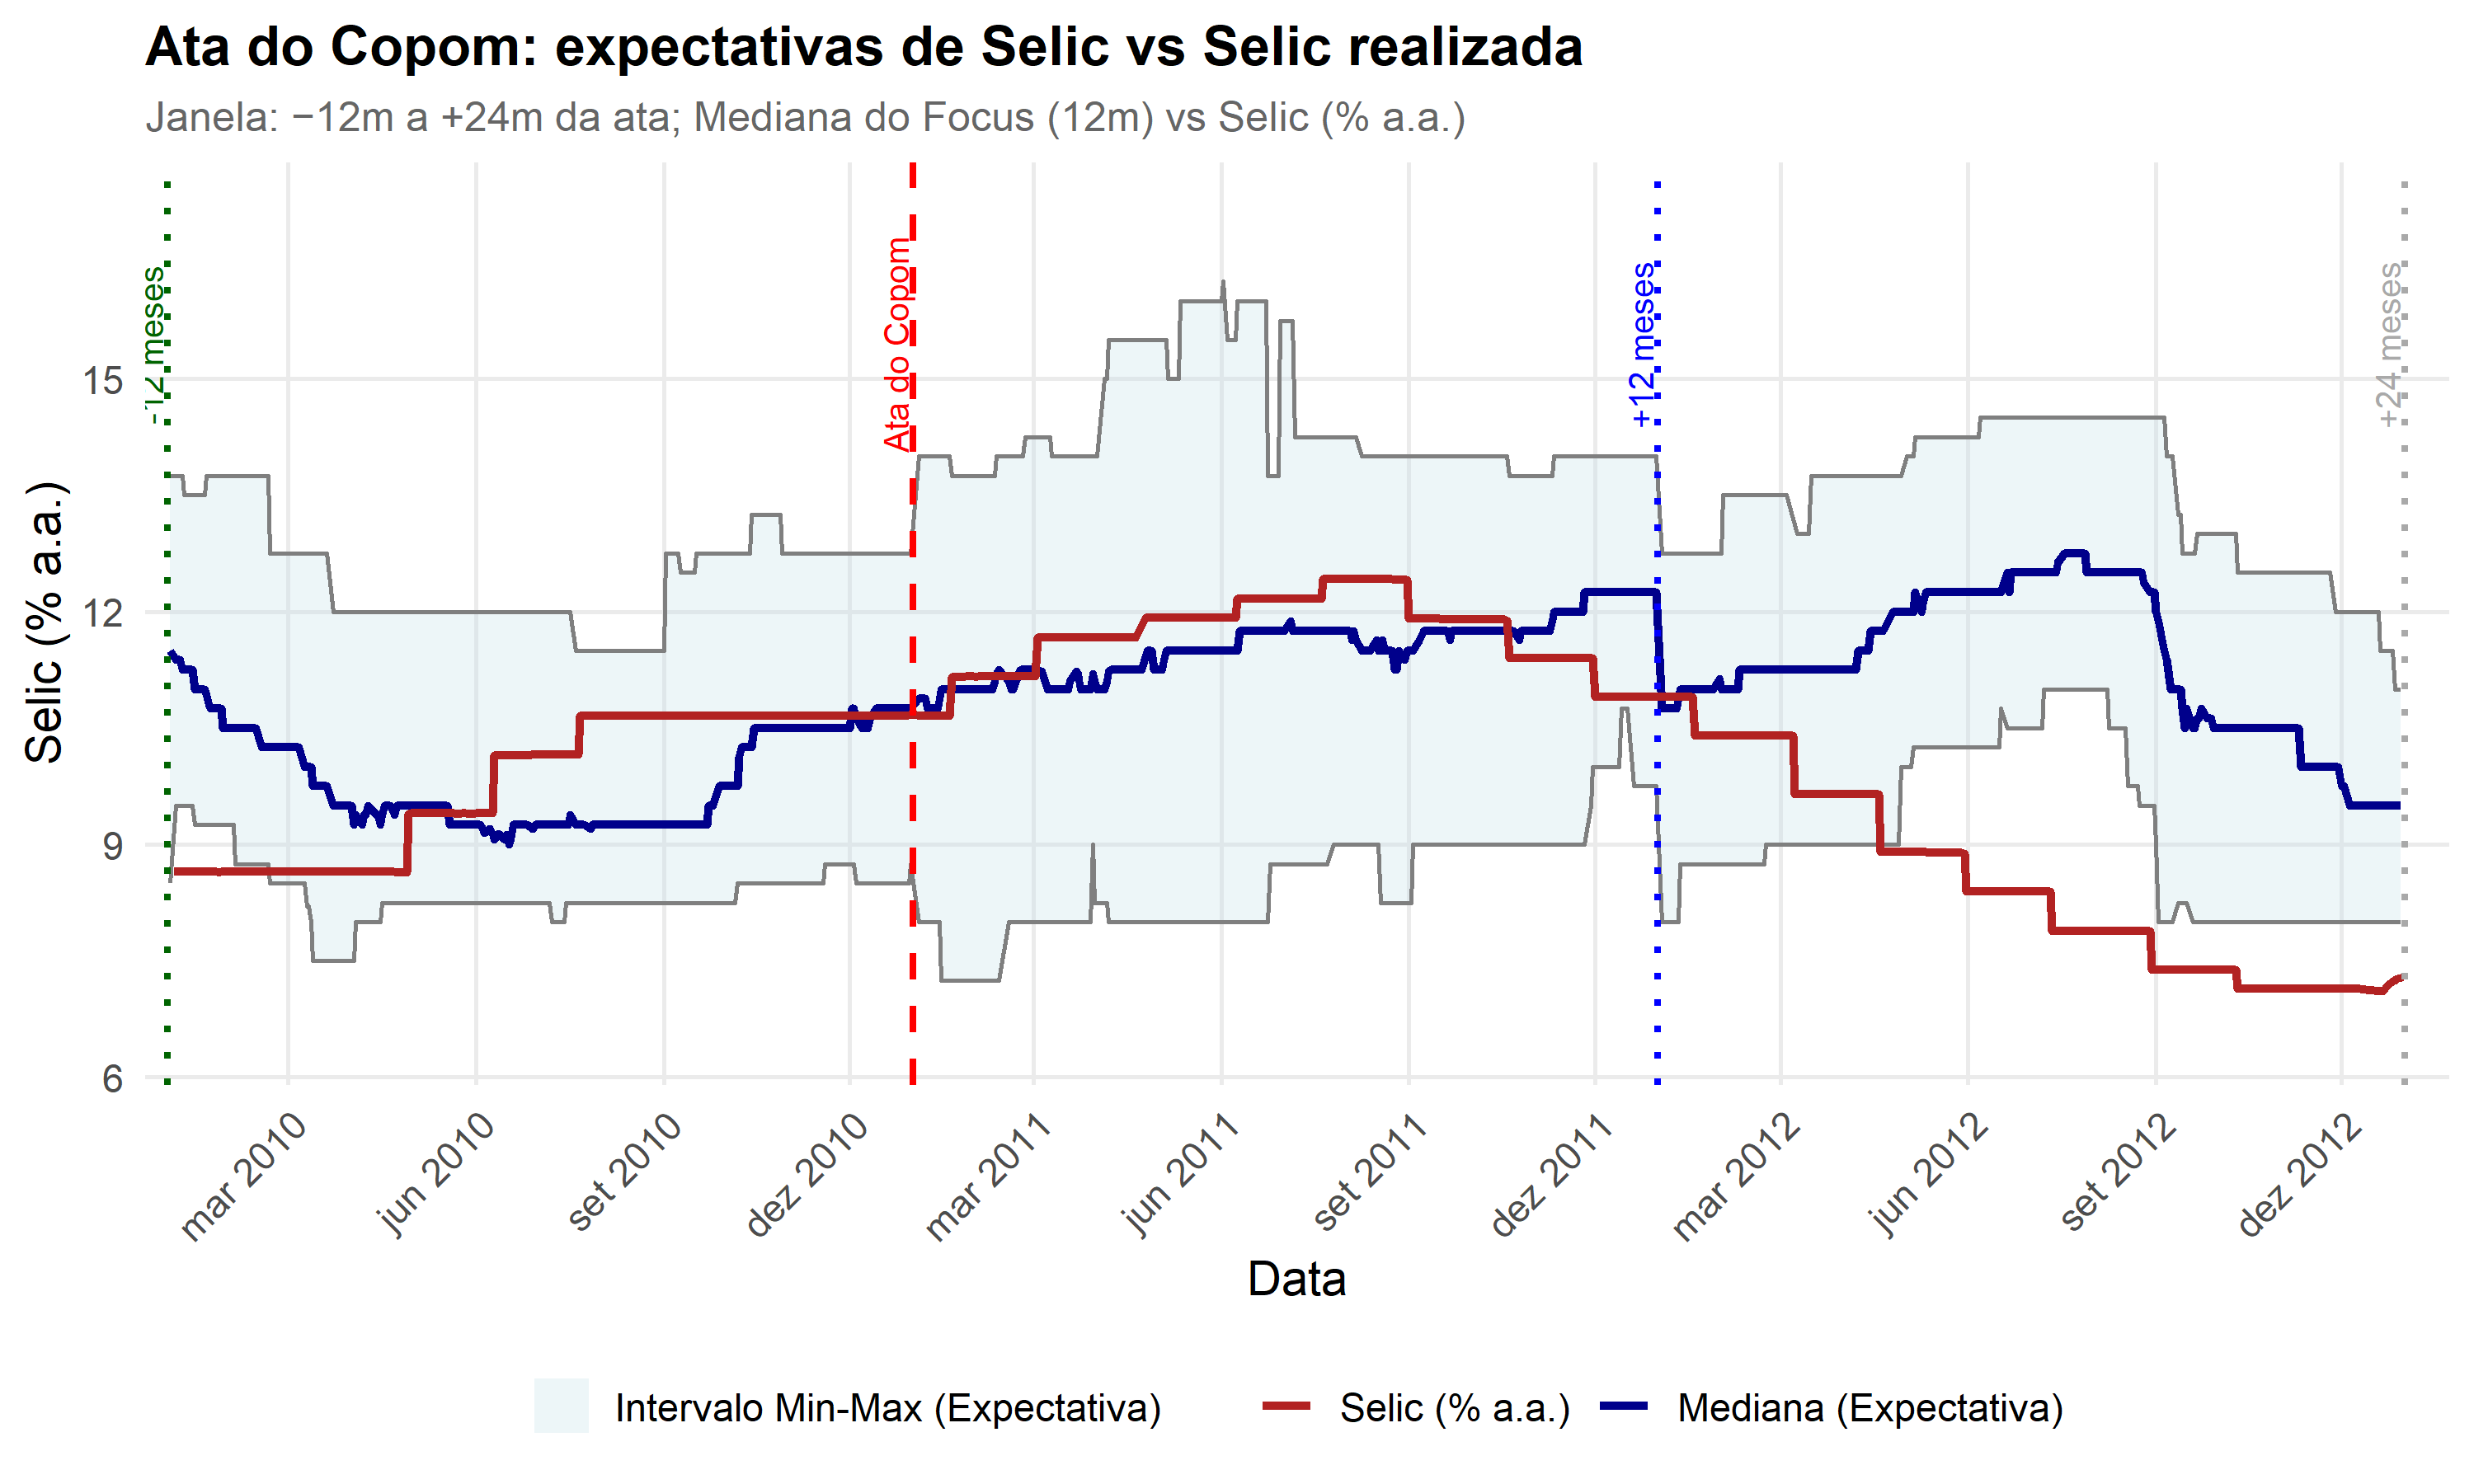 Ata do Copom: expectativas de Selic vs Selic realizada
Janela: −12m a +24m da ata; Mediana do Focus (12m) vs Selic (% a.a.)
-12 meses
Ata do Copom
+12 meses
+24 meses
Selic (% a.a.)
15
12
9
6
mar 2010
jun 2010
set 2010
dez 2010
mar 2011
jun 2011
set 2011
dez 2011
mar 2012
jun 2012
set 2012
dez 2012
Data
Intervalo Min-Max (Expectativa)
Selic (% a.a.)
Mediana (Expectativa)